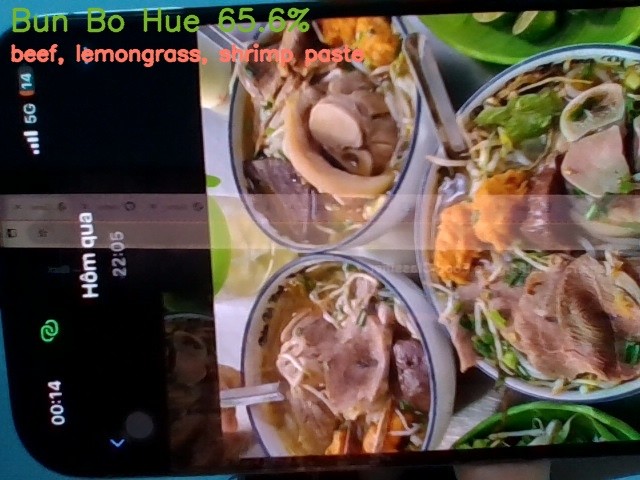 Bun Bo Hue 65.6%
beef, lemongrass, shrimp paste
5G 14
Hôm qua
22:05
00:14